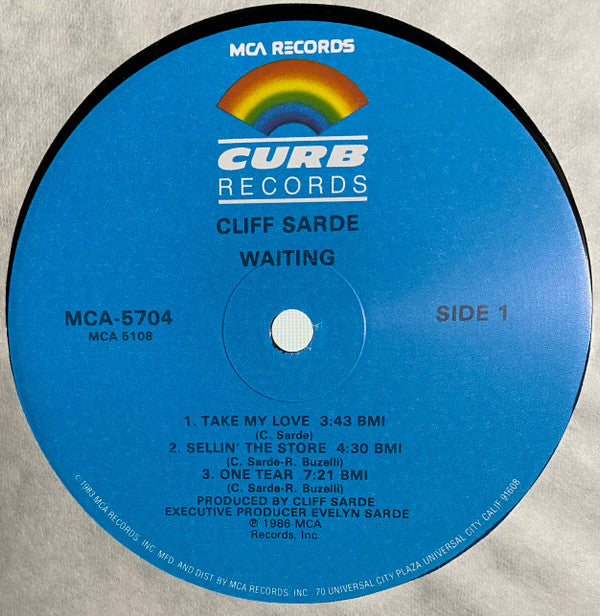 MCA RECORDS
CURB
RECORDS
CLIFF SARDE
WAITING
MCA-5704
MCA 5108
SIDE 1
1. TAKE MY LOVE 3:43 BMI
(C. Sarde)
2. SELLIN' THE STORE 4:30 BMI
(C. Sarde-R. Buzelli)
3. ONE TEAR 7:21 BMI
(C. Sarde-R. Buzelli)
PRODUCED BY CLIFF SARDE
EXECUTIVE PRODUCER EVELYN SARDE
℗ 1986 MCA
Records, Inc.
c 1983 MCA RECORDS, INC. MFD. AND DIST BY MCA RECORDS, INC. 70 UNIVERSAL CITY PLAZA, UNIVERSAL CITY, CALIF. 91608